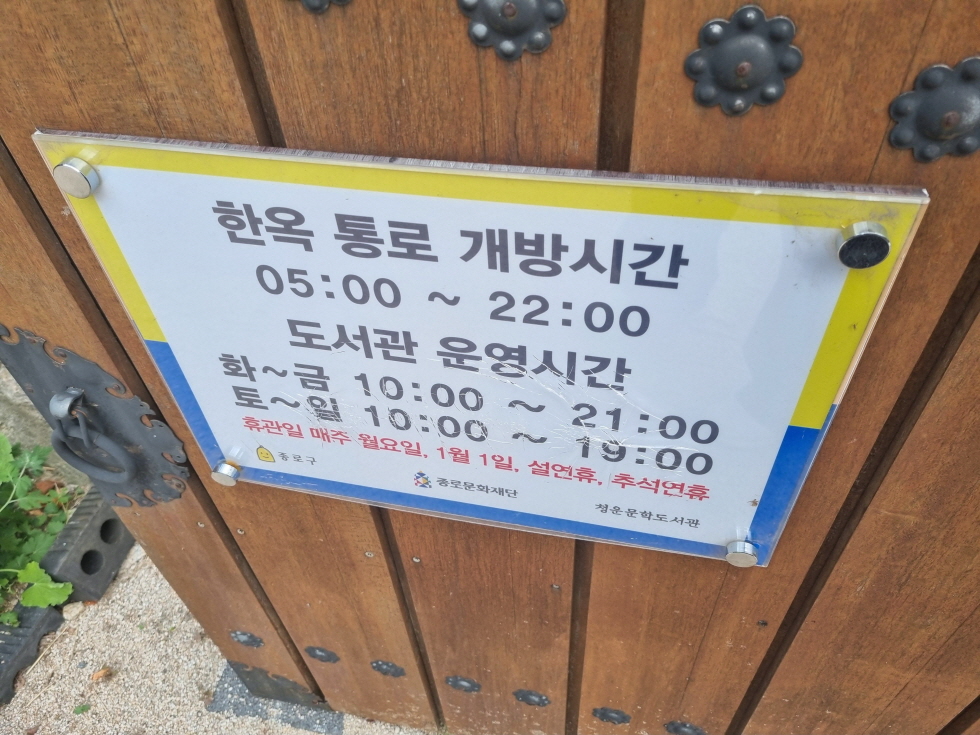 한옥 통로 개방시간
05:00 ~ 22:00
도서관 운영시간
화~금 10:00 ~ 21:00
토~일 10:00 ~ 19:00
휴관일 매주 월요일, 1월 1일, 설연휴, 추석연휴
종로구
종로문화재단
청운문학도서관